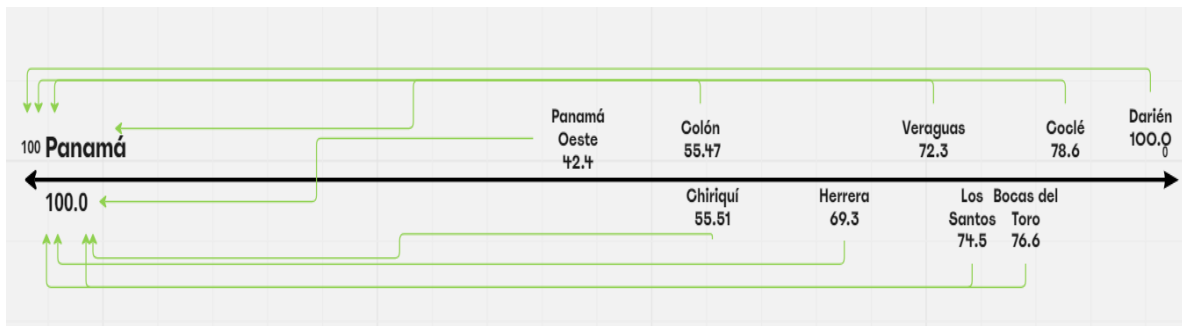 Panamá
Oeste
42.4
Colón
55.47
Veraguas
72.3
Coclé
78.6
Darién
100.0
0
100 Panamá
100.0
Chiriquí
55.51
Herrera
69.3
Los
Santos
74.5
Bocas del
Toro
76.6